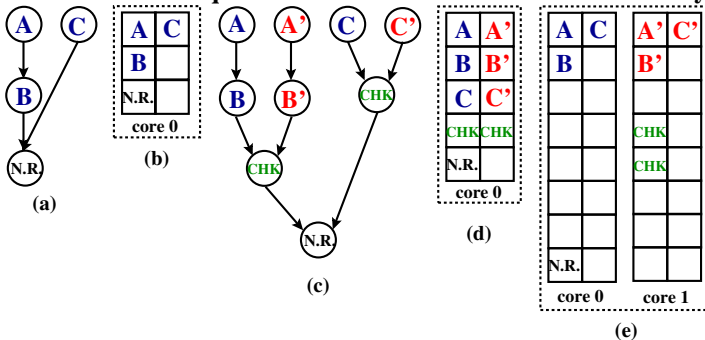 A C
B
N.R.
(a)
A C
B
N.R.
core 0
(b)
A A' C C'
B B' CHK
CHK
N.R.
(c)
A A'
B B'
C C'
CHK CHK
N.R.
core 0
(d)
A C
B
N.R.
core 0
A' C'
B'
CHK
CHK
core 1
(e)